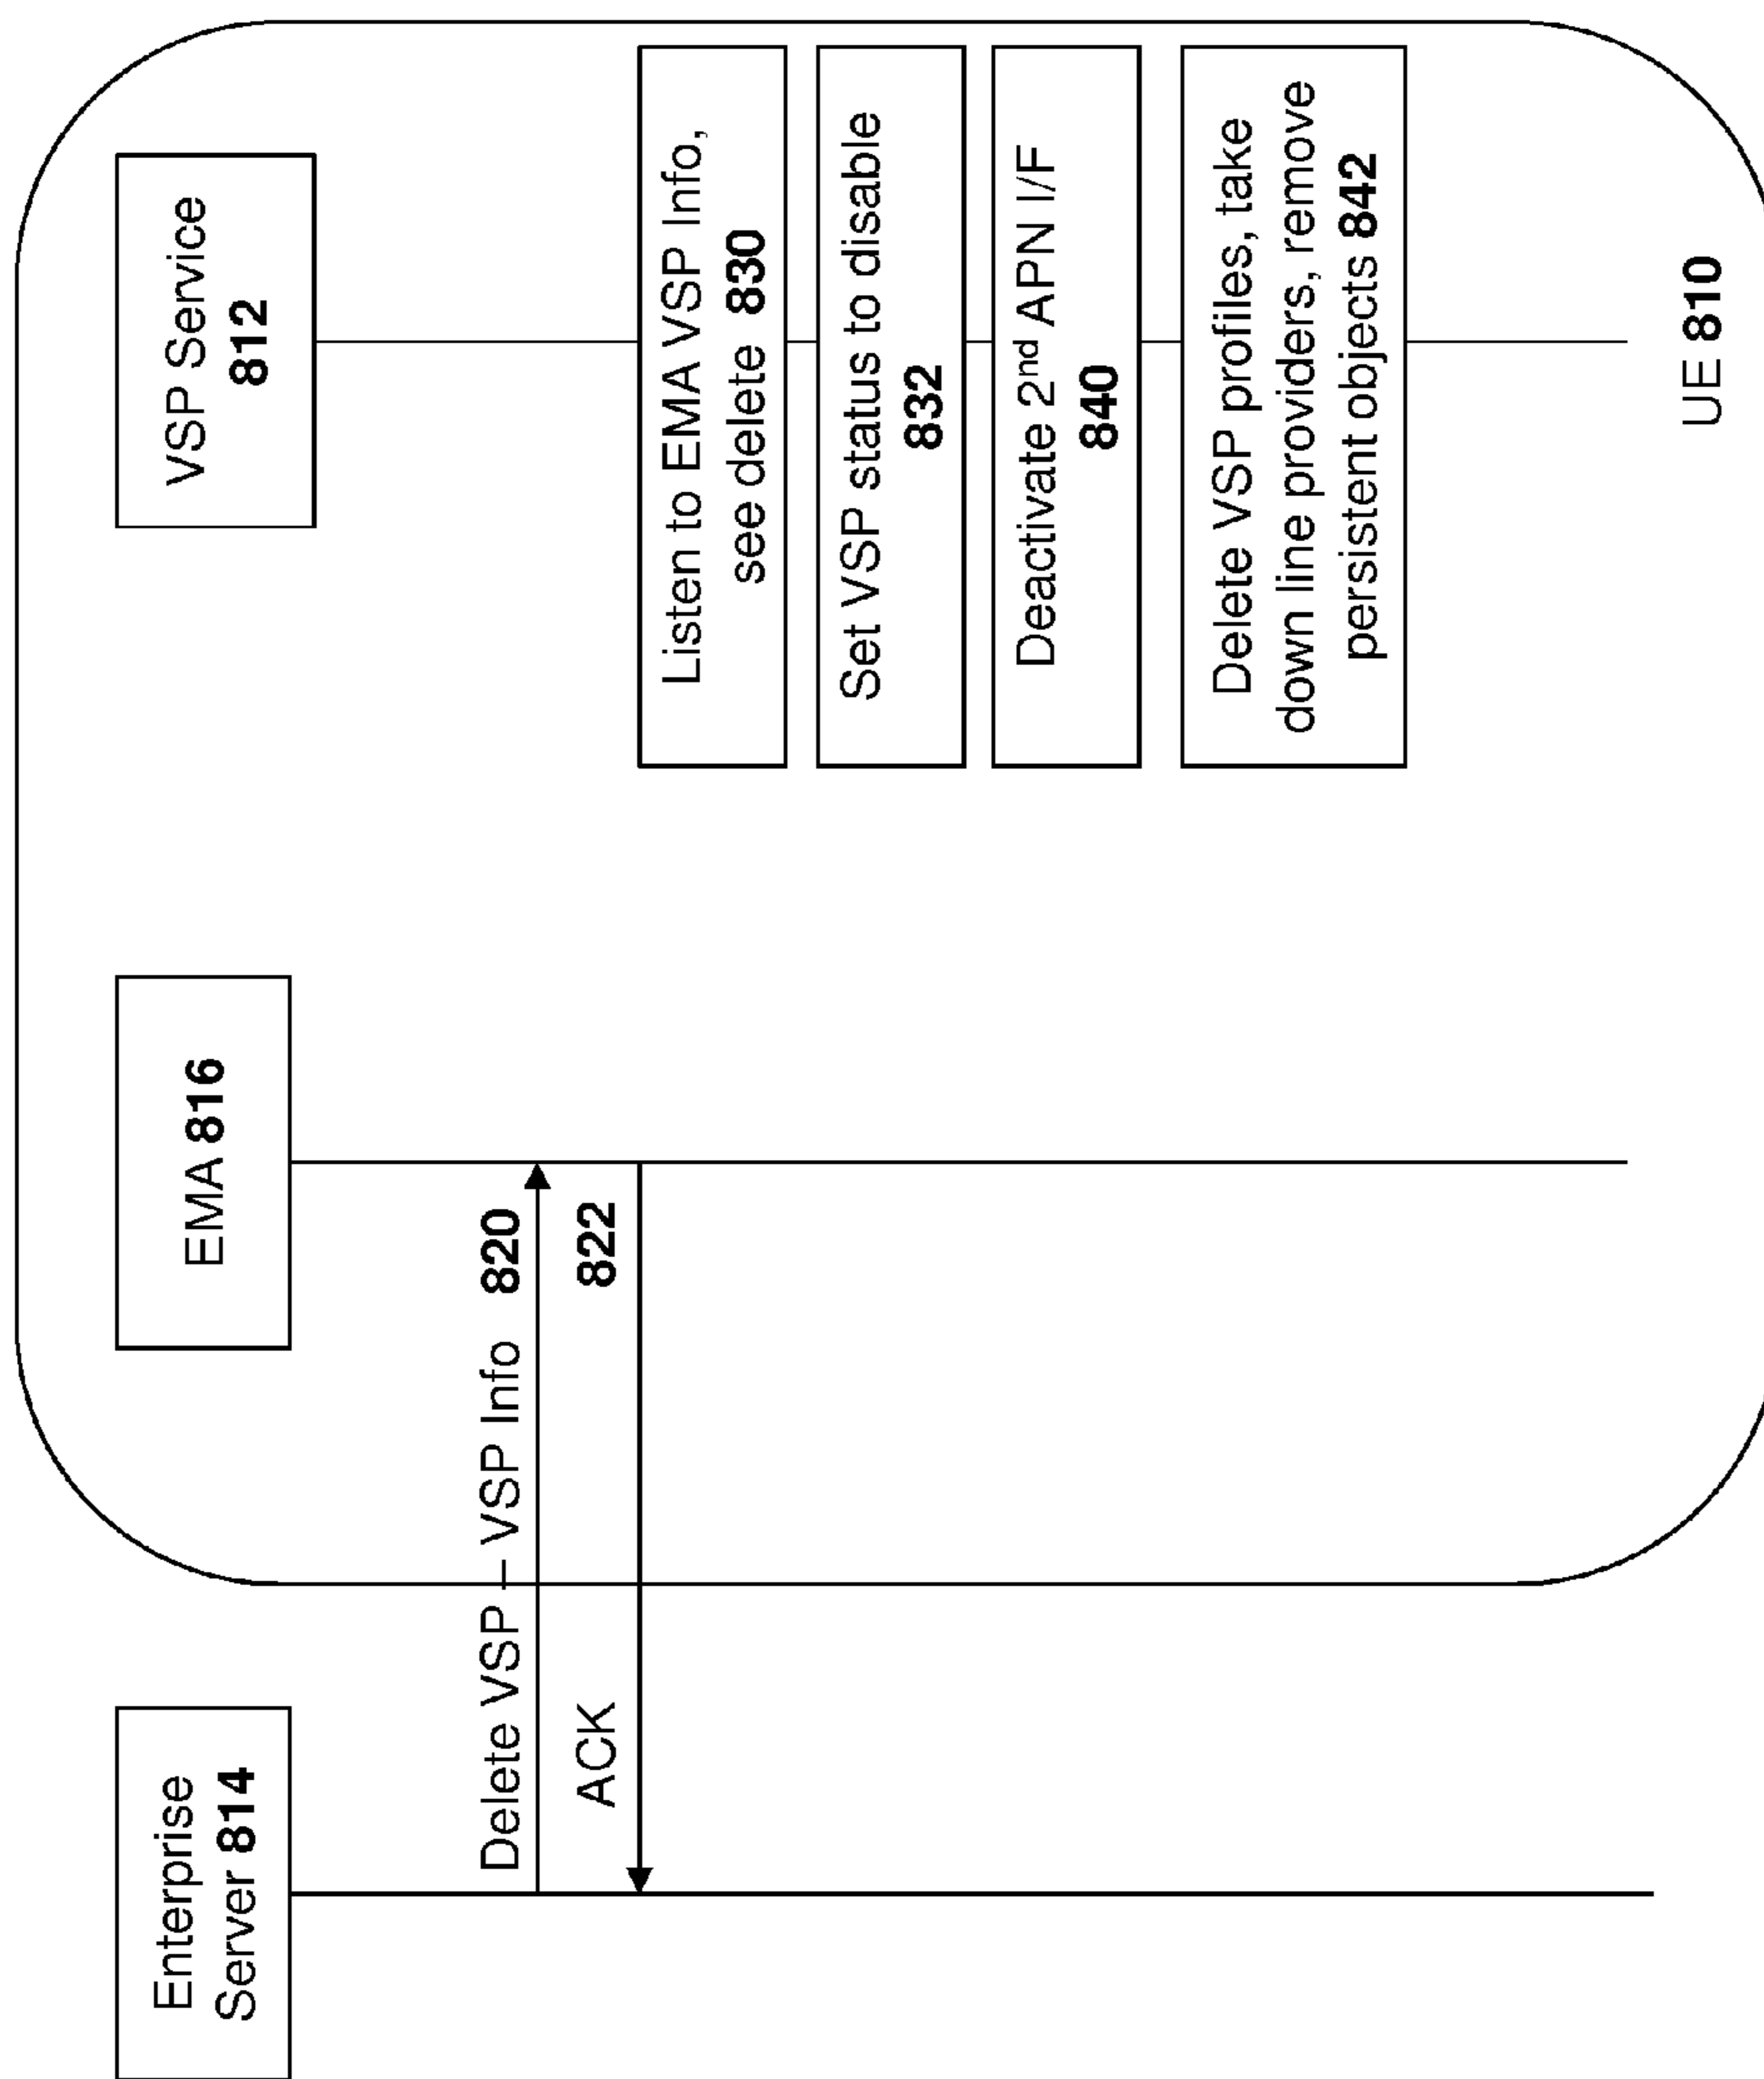 Enterprise
Server 814
EMA 816
VSP Service
812
Delete VSP – VSP Info 820
ACK 822
Listen to EMA VSP Info,
see delete 830
Set VSP status to disable
832
Deactivate 2nd APN I/F
840
Delete VSP profiles, take
down line providers, remove
persistent objects 842
UE 810